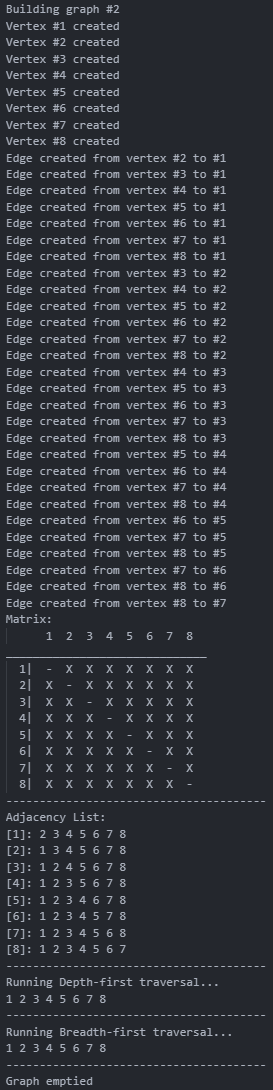 Building graph #2
Vertex #1 created
Vertex #2 created
Vertex #3 created
Vertex #4 created
Vertex #5 created
Vertex #6 created
Vertex #7 created
Vertex #8 created
Edge created from vertex #2 to #1
Edge created from vertex #3 to #1
Edge created from vertex #4 to #1
Edge created from vertex #5 to #1
Edge created from vertex #6 to #1
Edge created from vertex #7 to #1
Edge created from vertex #8 to #1
Edge created from vertex #3 to #2
Edge created from vertex #4 to #2
Edge created from vertex #5 to #2
Edge created from vertex #6 to #2
Edge created from vertex #7 to #2
Edge created from vertex #8 to #2
Edge created from vertex #4 to #3
Edge created from vertex #5 to #3
Edge created from vertex #6 to #3
Edge created from vertex #7 to #3
Edge created from vertex #8 to #3
Edge created from vertex #5 to #4
Edge created from vertex #6 to #4
Edge created from vertex #7 to #4
Edge created from vertex #8 to #4
Edge created from vertex #6 to #5
Edge created from vertex #7 to #5
Edge created from vertex #8 to #5
Edge created from vertex #7 to #6
Edge created from vertex #8 to #6
Edge created from vertex #8 to #7
Matrix:
      1  2  3  4  5  6  7  8
______________________________
  1|  -  X  X  X  X  X  X  X
  2|  X  -  X  X  X  X  X  X
  3|  X  X  -  X  X  X  X  X
  4|  X  X  X  -  X  X  X  X
  5|  X  X  X  X  -  X  X  X
  6|  X  X  X  X  X  -  X  X
  7|  X  X  X  X  X  X  -  X
  8|  X  X  X  X  X  X  X  -
---------------------------------------
Adjacency List:
[1]: 2 3 4 5 6 7 8
[2]: 1 3 4 5 6 7 8
[3]: 1 2 4 5 6 7 8
[4]: 1 2 3 5 6 7 8
[5]: 1 2 3 4 6 7 8
[6]: 1 2 3 4 5 7 8
[7]: 1 2 3 4 5 6 8
[8]: 1 2 3 4 5 6 7
---------------------------------------
Running Depth-first traversal...
1 2 3 4 5 6 7 8
---------------------------------------
Running Breadth-first traversal...
1 2 3 4 5 6 7 8
---------------------------------------
Graph emptied